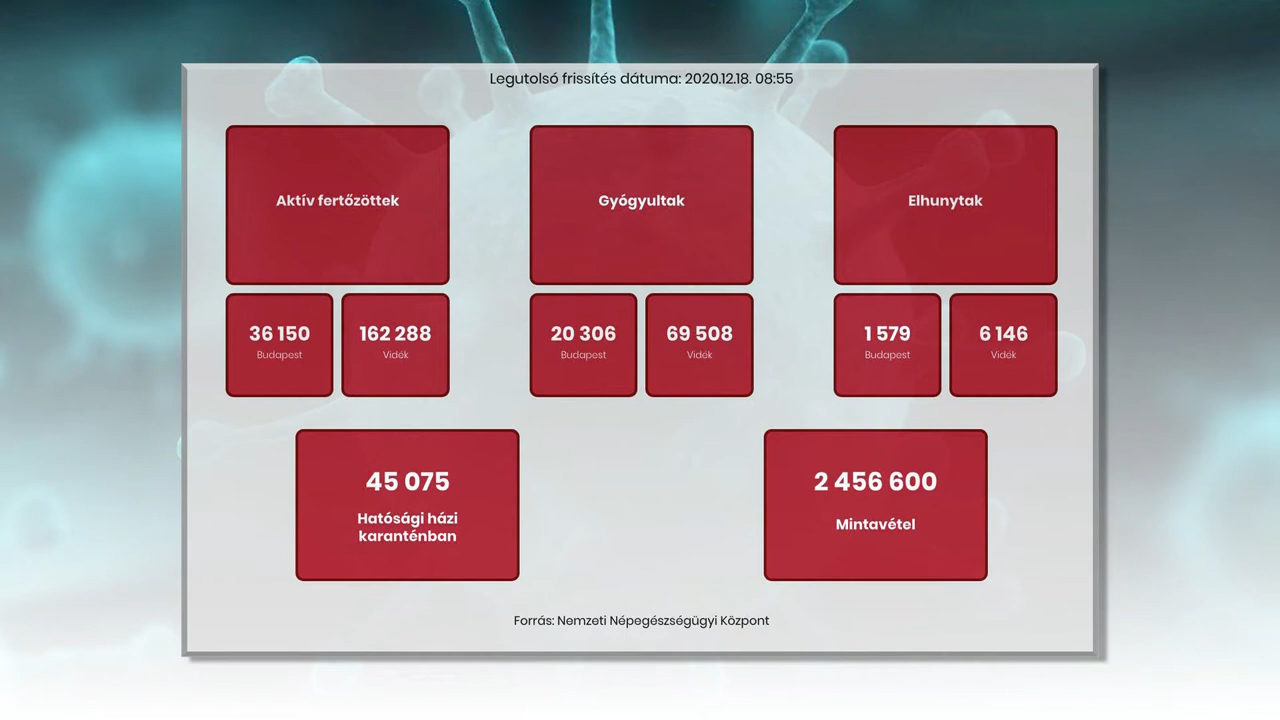 Legutolsó frissítés dátuma: 2020.12.18. 08:55
Aktív fertőzöttek
Gyógyultak
Elhunytak
36 150
Budapest
162 288
Vidék
20 306
Budapest
69 508
Vidék
1 579
Budapest
6 146
Vidék
45 075
Hatósági házi
karanténban
2 456 600
Mintavétel
Forrás: Nemzeti Népegészségügyi Központ